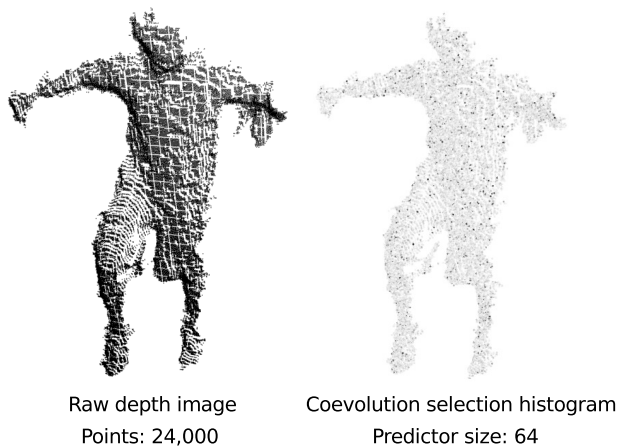 Raw depth image
Points: 24,000
Coevolution selection histogram
Predictor size: 64